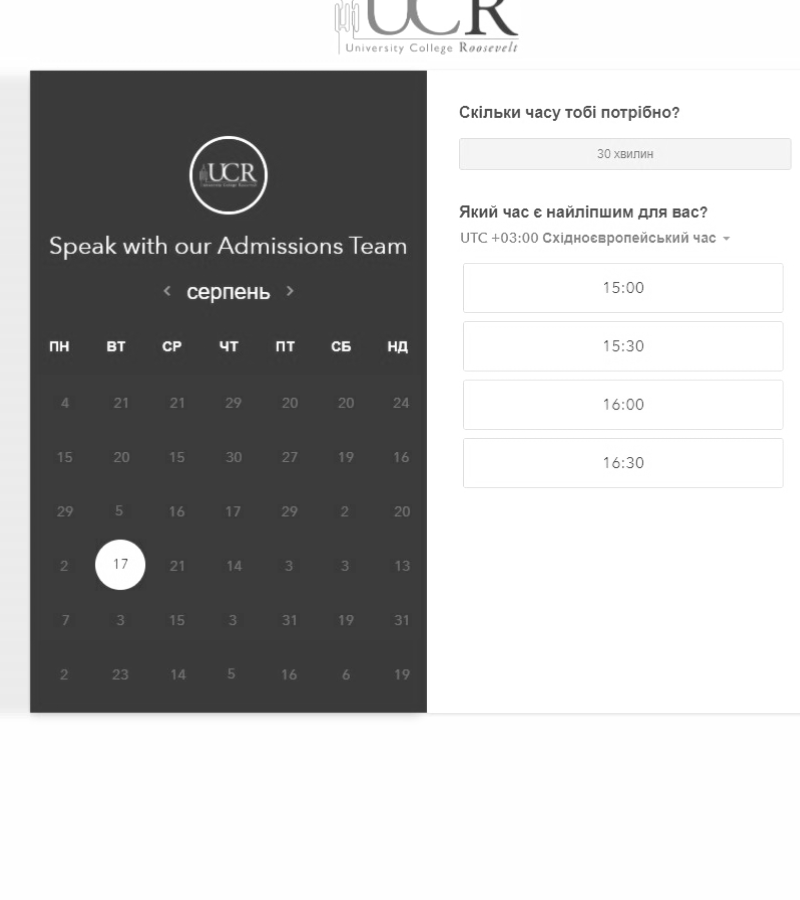 UCR
University College Roosevelt
UCR
Speak with our Admissions Team
< серпень >
ПН ВТ СР ЧТ ПТ СБ НД
4 21 21 29 20 20 24
15 20 15 30 27 19 16
29 5 16 17 29 2 20
2 17 21 14 3 3 13
7 3 15 3 31 19 31
2 23 14 5 16 6 19
Скільки часу тобі потрібно?
30 хвилин
Який час є найліпшим для вас?
UTC +03:00 Східноєвропейський час
15:00
15:30
16:00
16:30